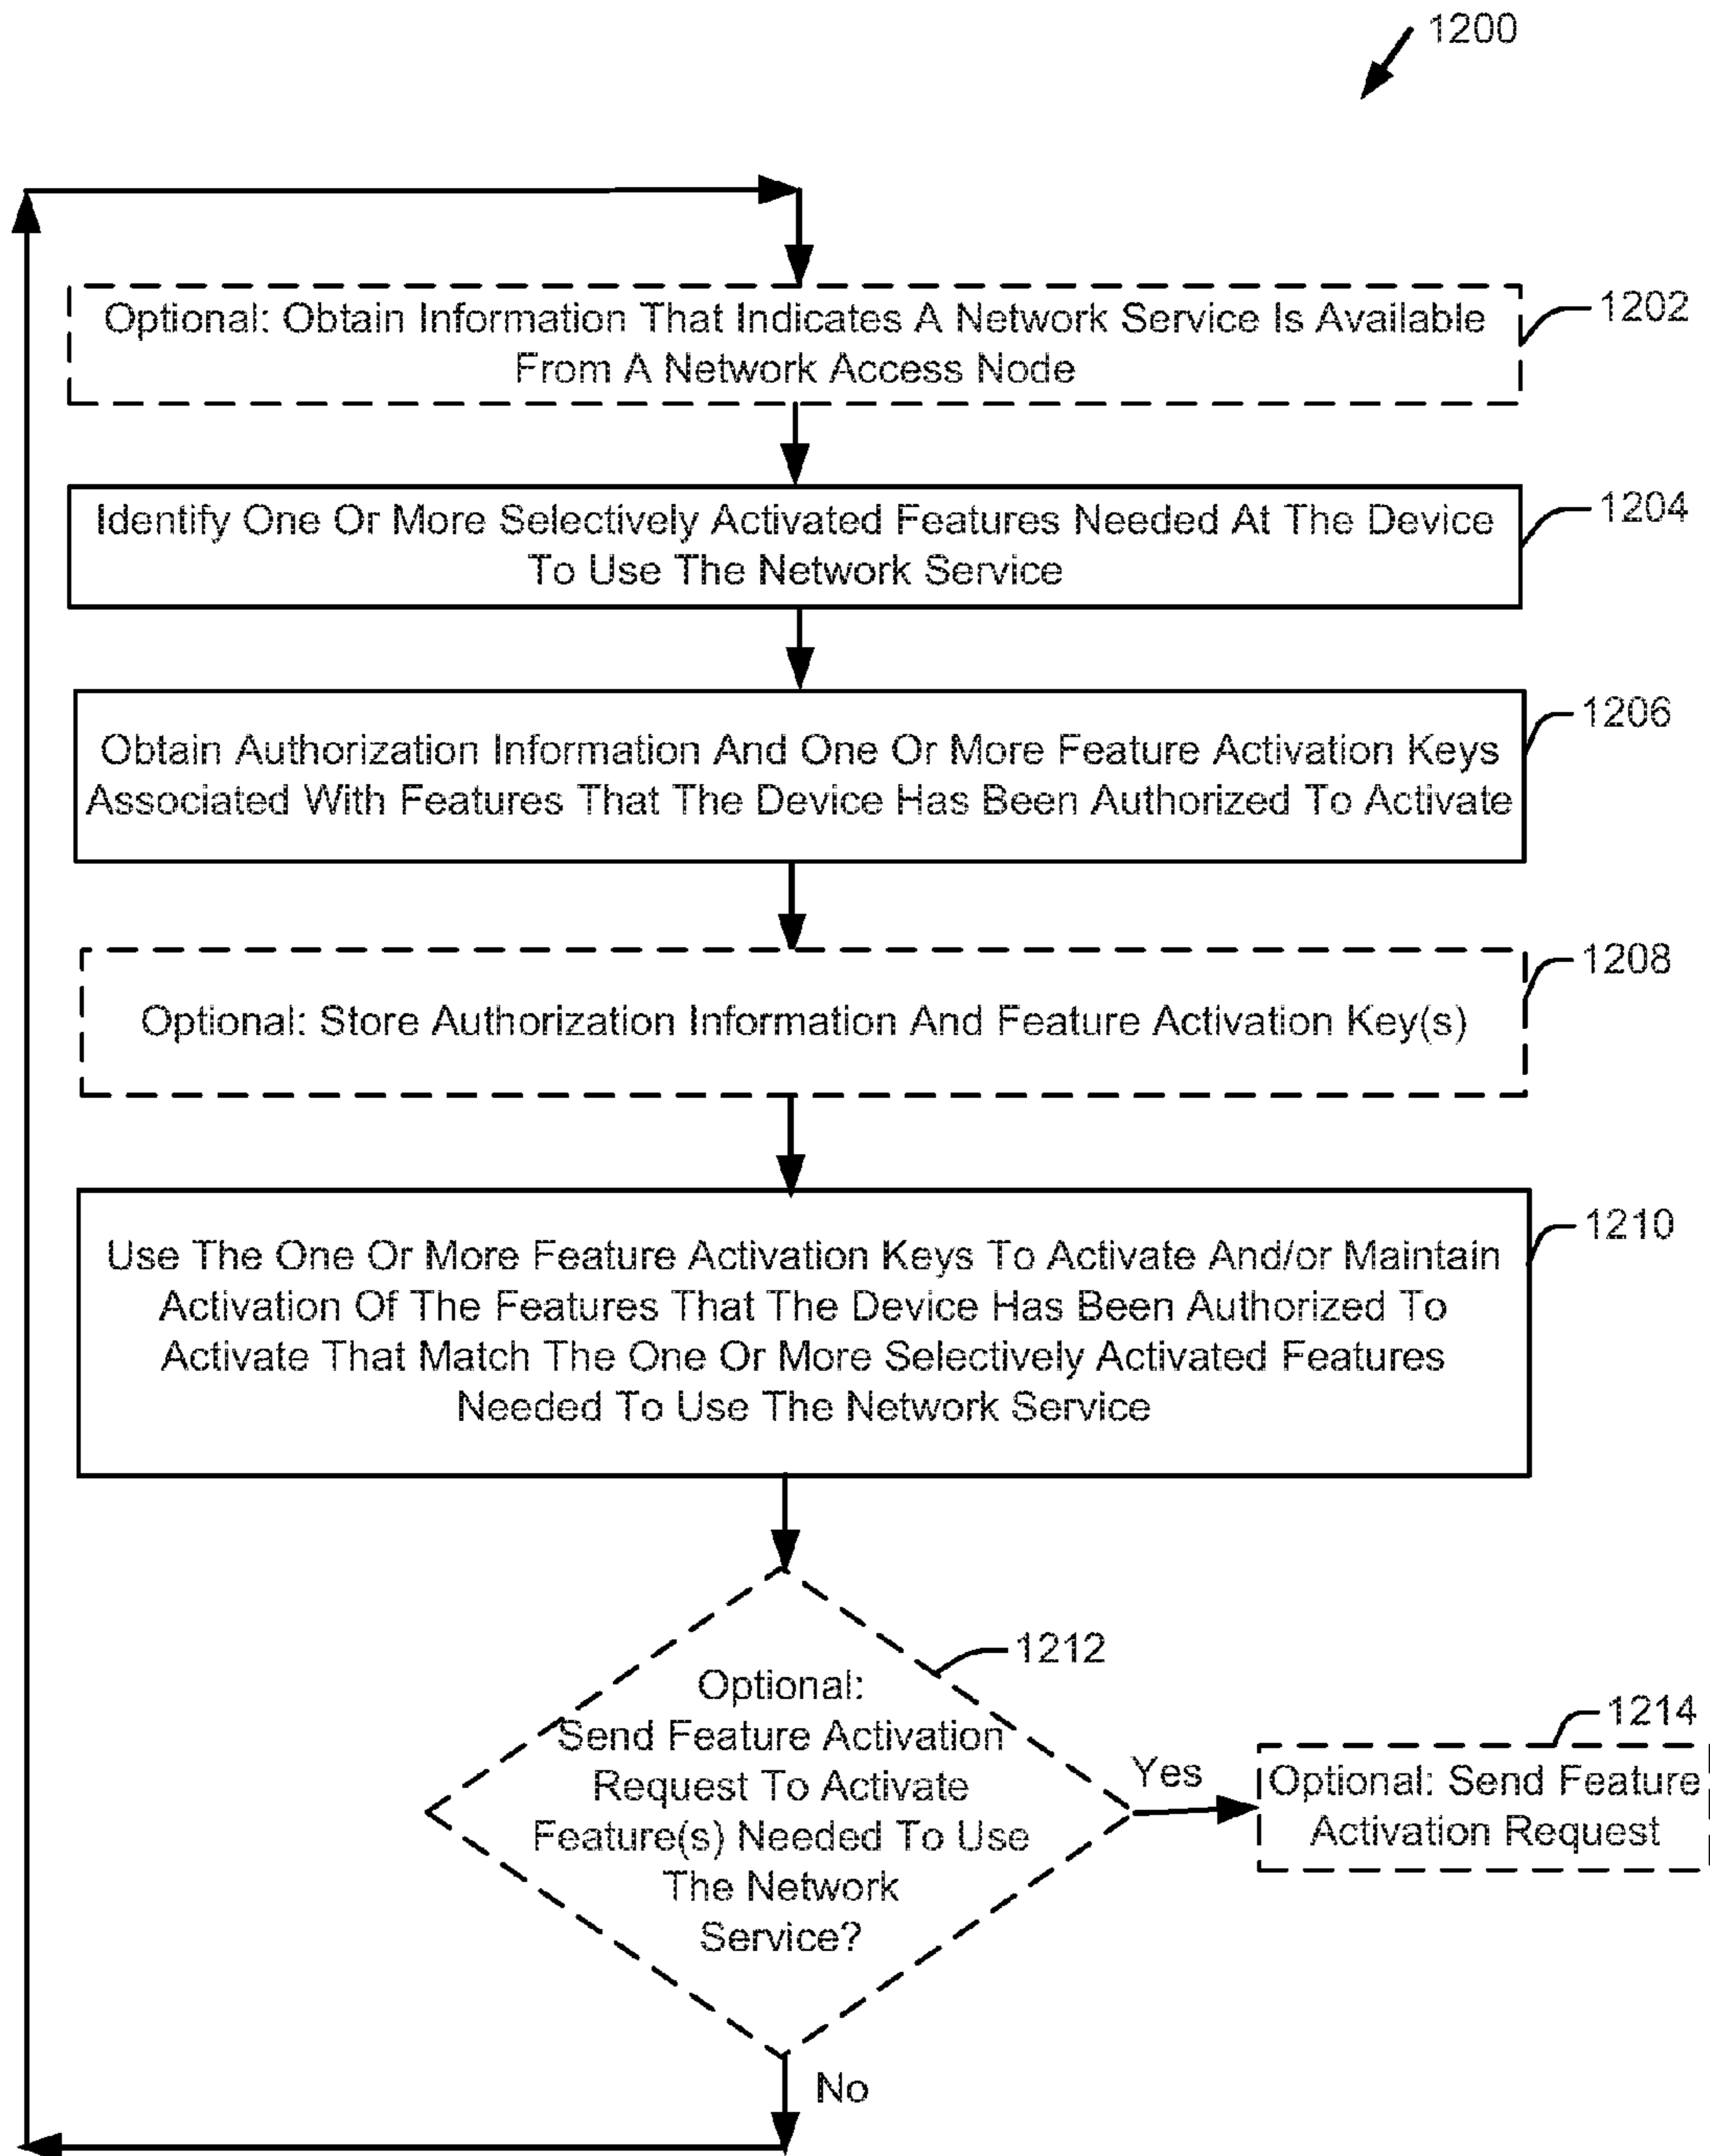 1200
Optional: Obtain Information That Indicates A Network Service Is Available
From A Network Access Node
1202
Identify One Or More Selectively Activated Features Needed At The Device
To Use The Network Service
1204
Obtain Authorization Information And One Or More Feature Activation Keys
Associated With Features That The Device Has Been Authorized To Activate
1206
Optional: Store Authorization Information And Feature Activation Key(s)
1208
Use The One Or More Feature Activation Keys To Activate And/or Maintain
Activation Of The Features That The Device Has Been Authorized To
Activate That Match The One Or More Selectively Activated Features
Needed To Use The Network Service
1210
Optional:
Send Feature Activation
Request To Activate
Feature(s) Needed To Use
The Network
Service?
1212
Yes
Optional: Send Feature
Activation Request
1214
No